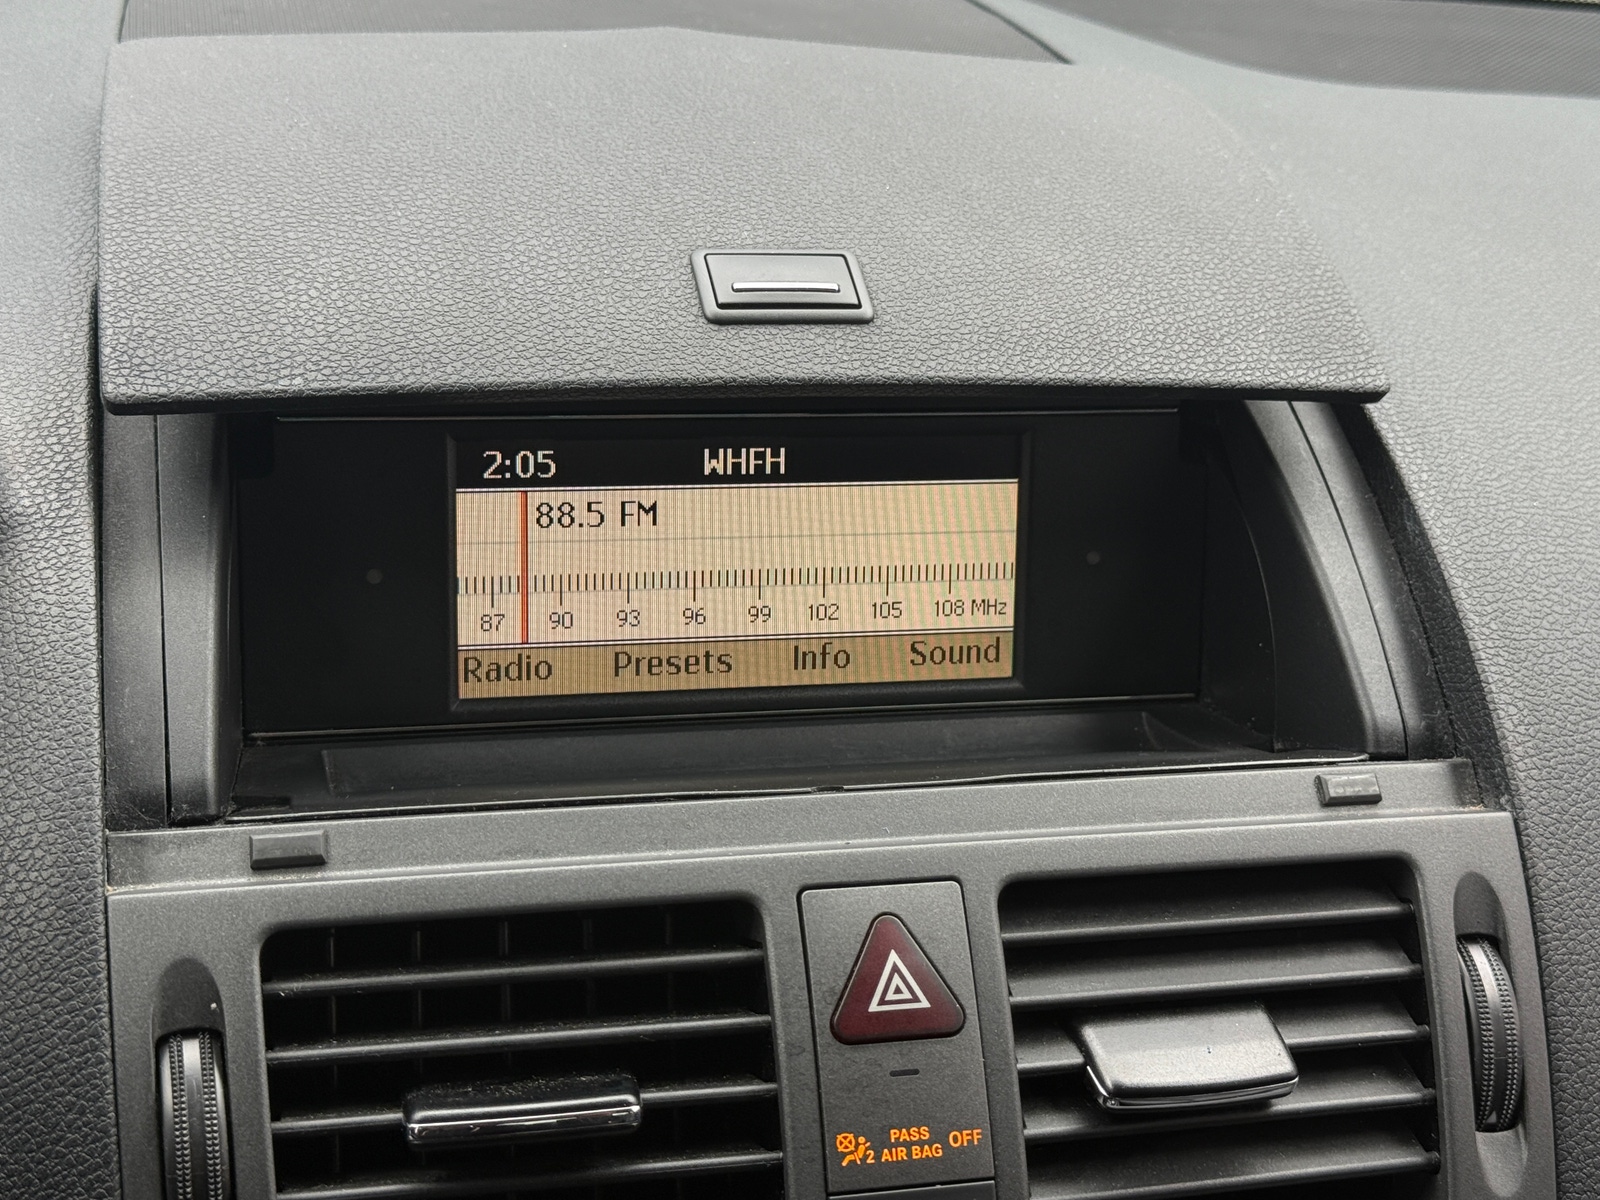 2:05 WHFH
88.5 FM
87 90 93 96 99 102 105 108 MHz
Radio Presets Info Sound
PASS
2 AIR BAG OFF